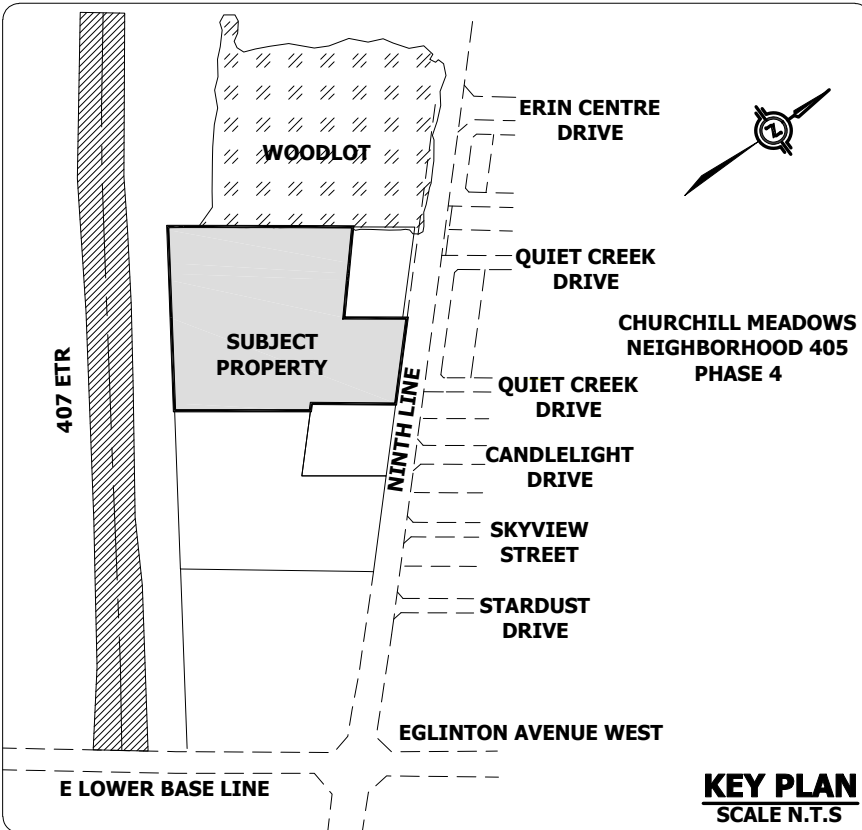 ERIN CENTRE
DRIVE
WOODLOT
N
QUIET CREEK
DRIVE
CHURCHILL MEADOWS
NEIGHBORHOOD 405
PHASE 4
SUBJECT
PROPERTY
407 ETR
NINTH LINE
QUIET CREEK
DRIVE
CANDLELIGHT
DRIVE
SKYVIEW
STREET
STARDUST
DRIVE
EGLINTON AVENUE WEST
E LOWER BASE LINE
KEY PLAN
SCALE N.T.S